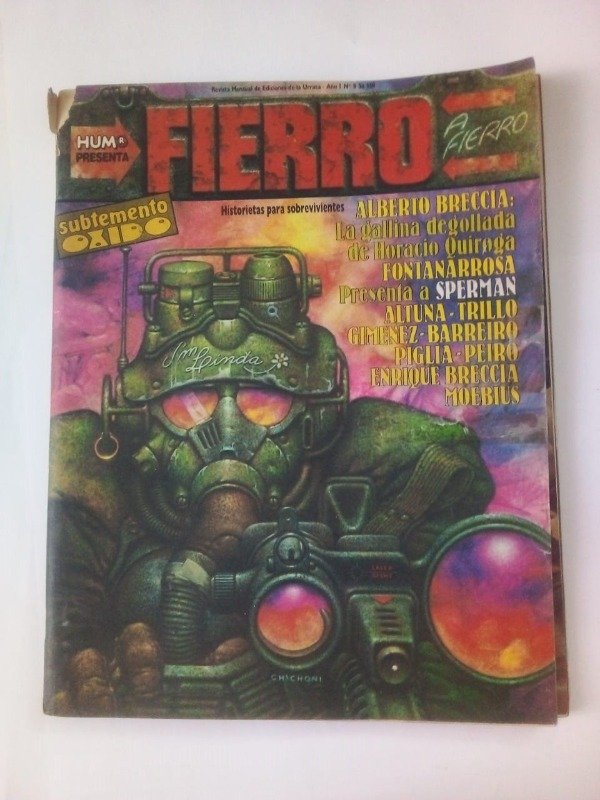 Revista Mensual de Ediciones de la Urraca - Año I Nº
HUM®
PRESENTA
FIERRO
A
FIERRO
subtemento
OXIDO
Historietas para sobrevivientes
ALBERTO BRECCIA:
La gallina degollada
de Horacio Quiroga
FONTANARROSA
Presenta a SPERMAN
ALTUNA - TRILLO
GIMENEZ - BARREIRO
PIGLIA - PEIRO
ENRIQUE BRECCIA
MOEBIUS
I'm Leinda
LASER
CHICHONI